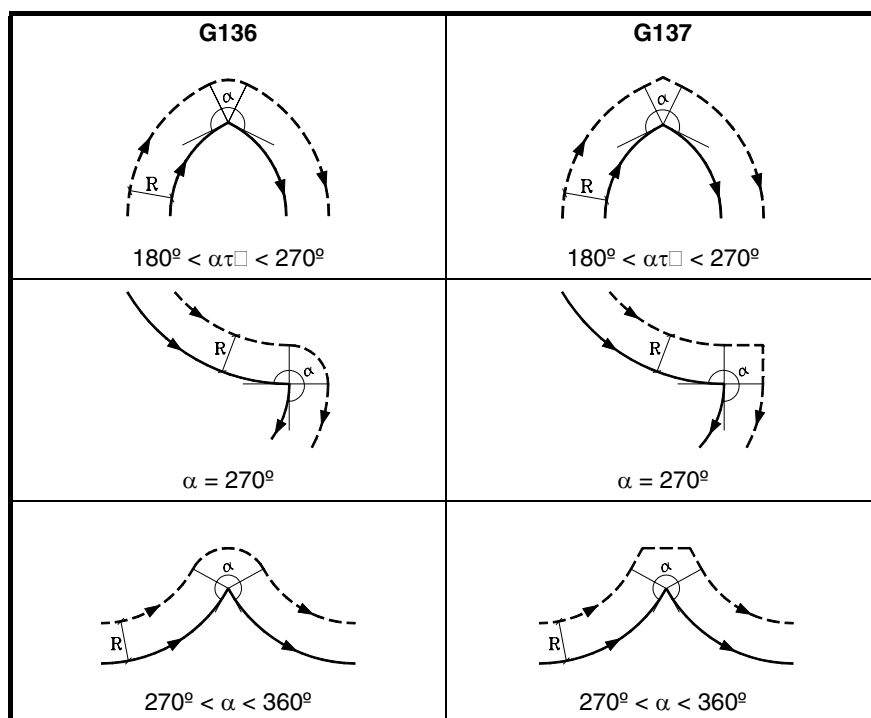 G136
G137
α
R
180º < ατ□ < 270º
α
R
180º < ατ□ < 270º
R
α
α = 270º
R
α
α = 270º
α
R
270º < α < 360º
α
R
270º < α < 360º